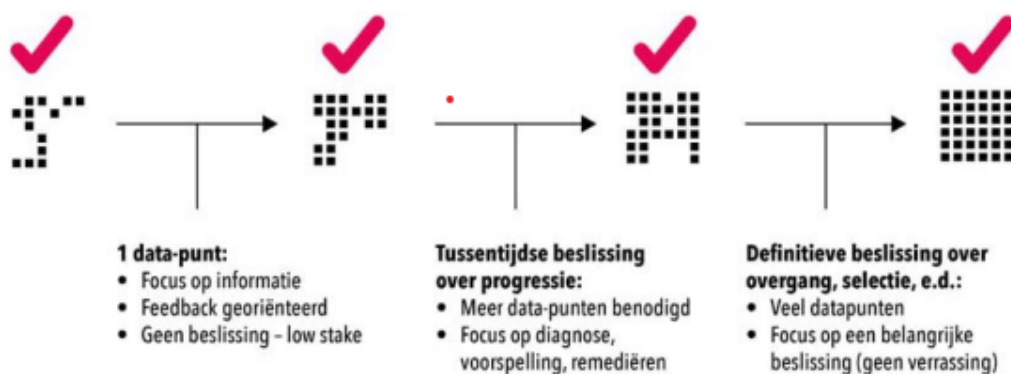 1 data-punt:
• Focus op informatie
• Feedback georiënteerd
• Geen beslissing – low stake
Tussentijdse beslissing
over progressie:
• Meer data-punten benodigd
• Focus op diagnose,
voorspelling, remediëren
Definitieve beslissing over
overgang, selectie, e.d.:
• Veel datapunten
• Focus op een belangrijke
beslissing (geen verrassing)